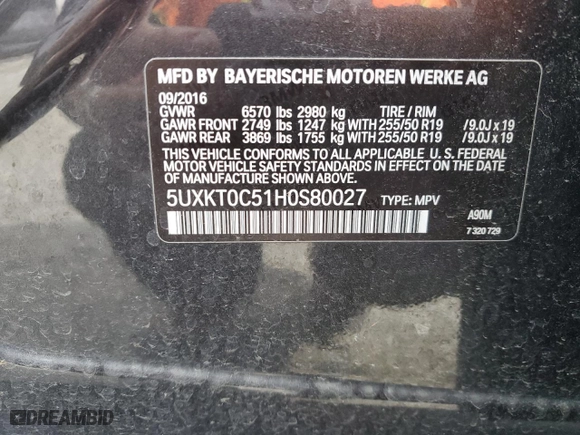 MFD BY BAYERISCHE MOTOREN WERKE AG
09/2016
GVWR 6570 lbs 2980 kg TIRE / RIM
GAWR FRONT 2749 lbs 1247 kg WITH 255/50 R19 / 9.0J x 19
GAWR REAR 3869 lbs 1755 kg WITH 255/50 R19 / 9.0J x 19
THIS VEHICLE CONFORMS TO ALL APPLICABLE U. S. FEDERAL
MOTOR VEHICLE SAFETY STANDARDS IN EFFECT ON THE
DATE OF MANUFACTURE SHOWN ABOVE.
5UXKT0C51H0S80027 TYPE: MPV
A90M
7 320 729
DREAMBID